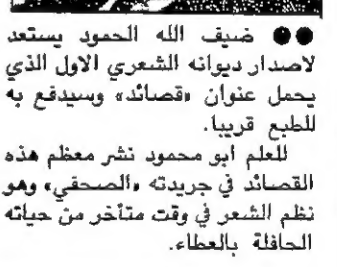 ●● ضيف الله الحمود يستعد
لاصدار ديوانه الشعري الاول الذي
يحمل عنوان «قصائد» وسيدفع به
للطبع قريبا.
للعلم ابو محمود نشر معظم هذه
القصائد في جريدته «الصحفي» وهو
نظم الشعر في وقت متأخر من حياته
الحافلة بالعطاء.